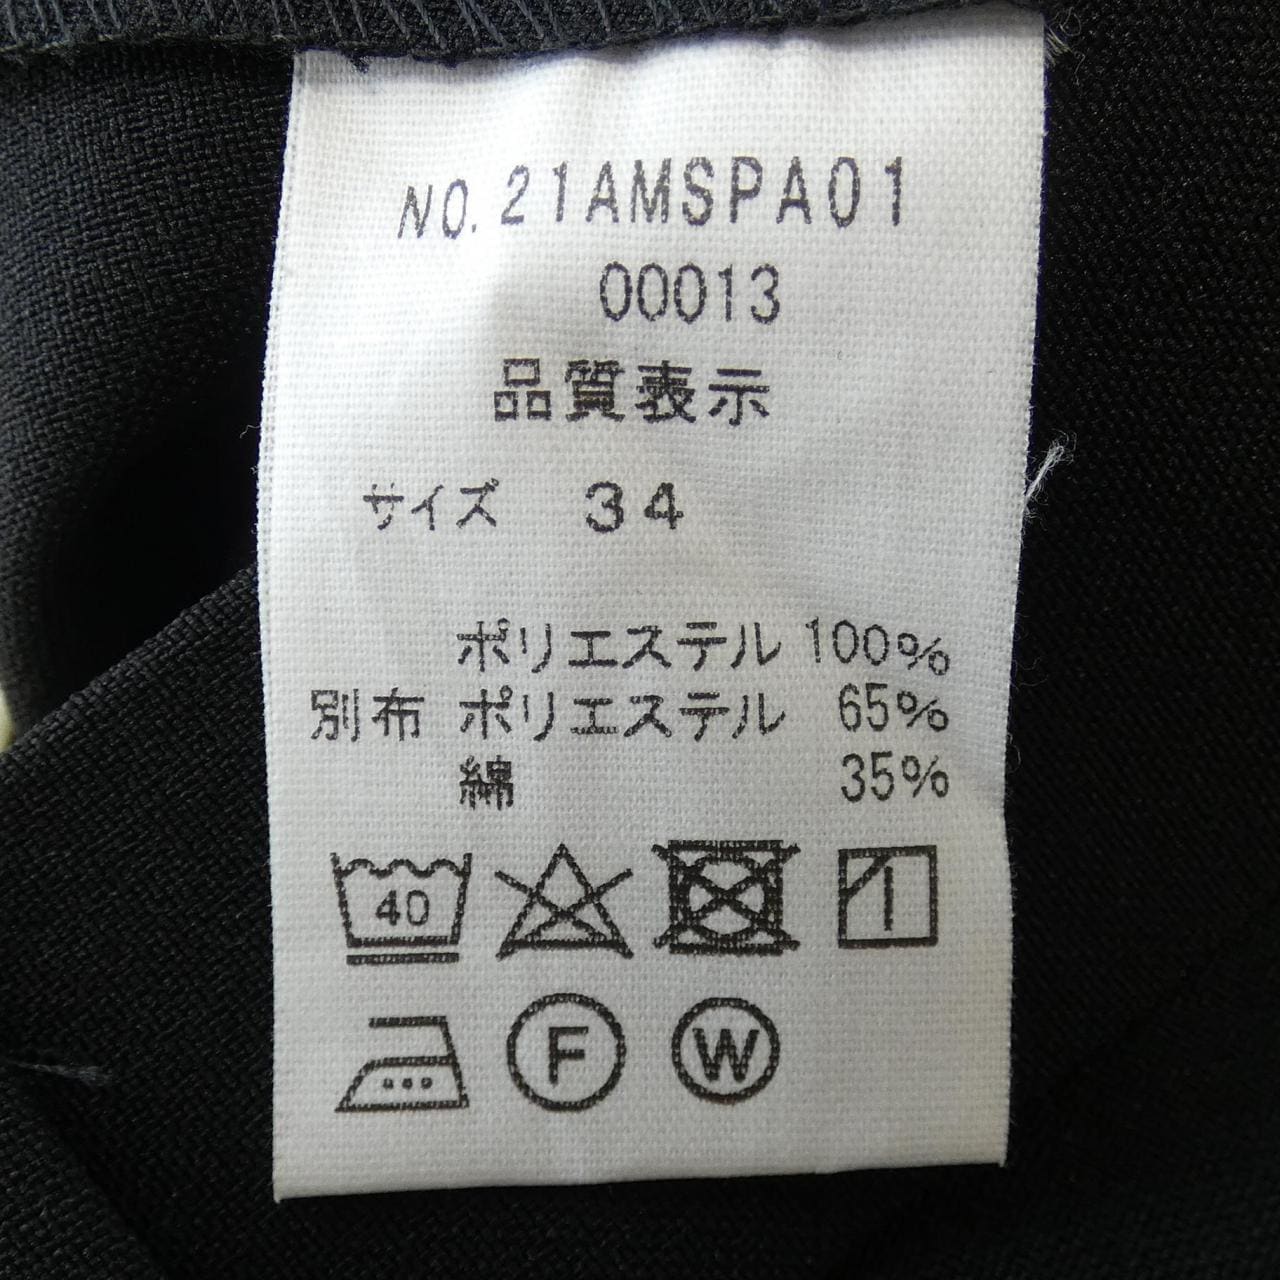 NO. 21AMSPA01
00013
品質表示
サイズ 34
ポリエステル 100%
別布 ポリエステル 65%
綿 35%
40
F W